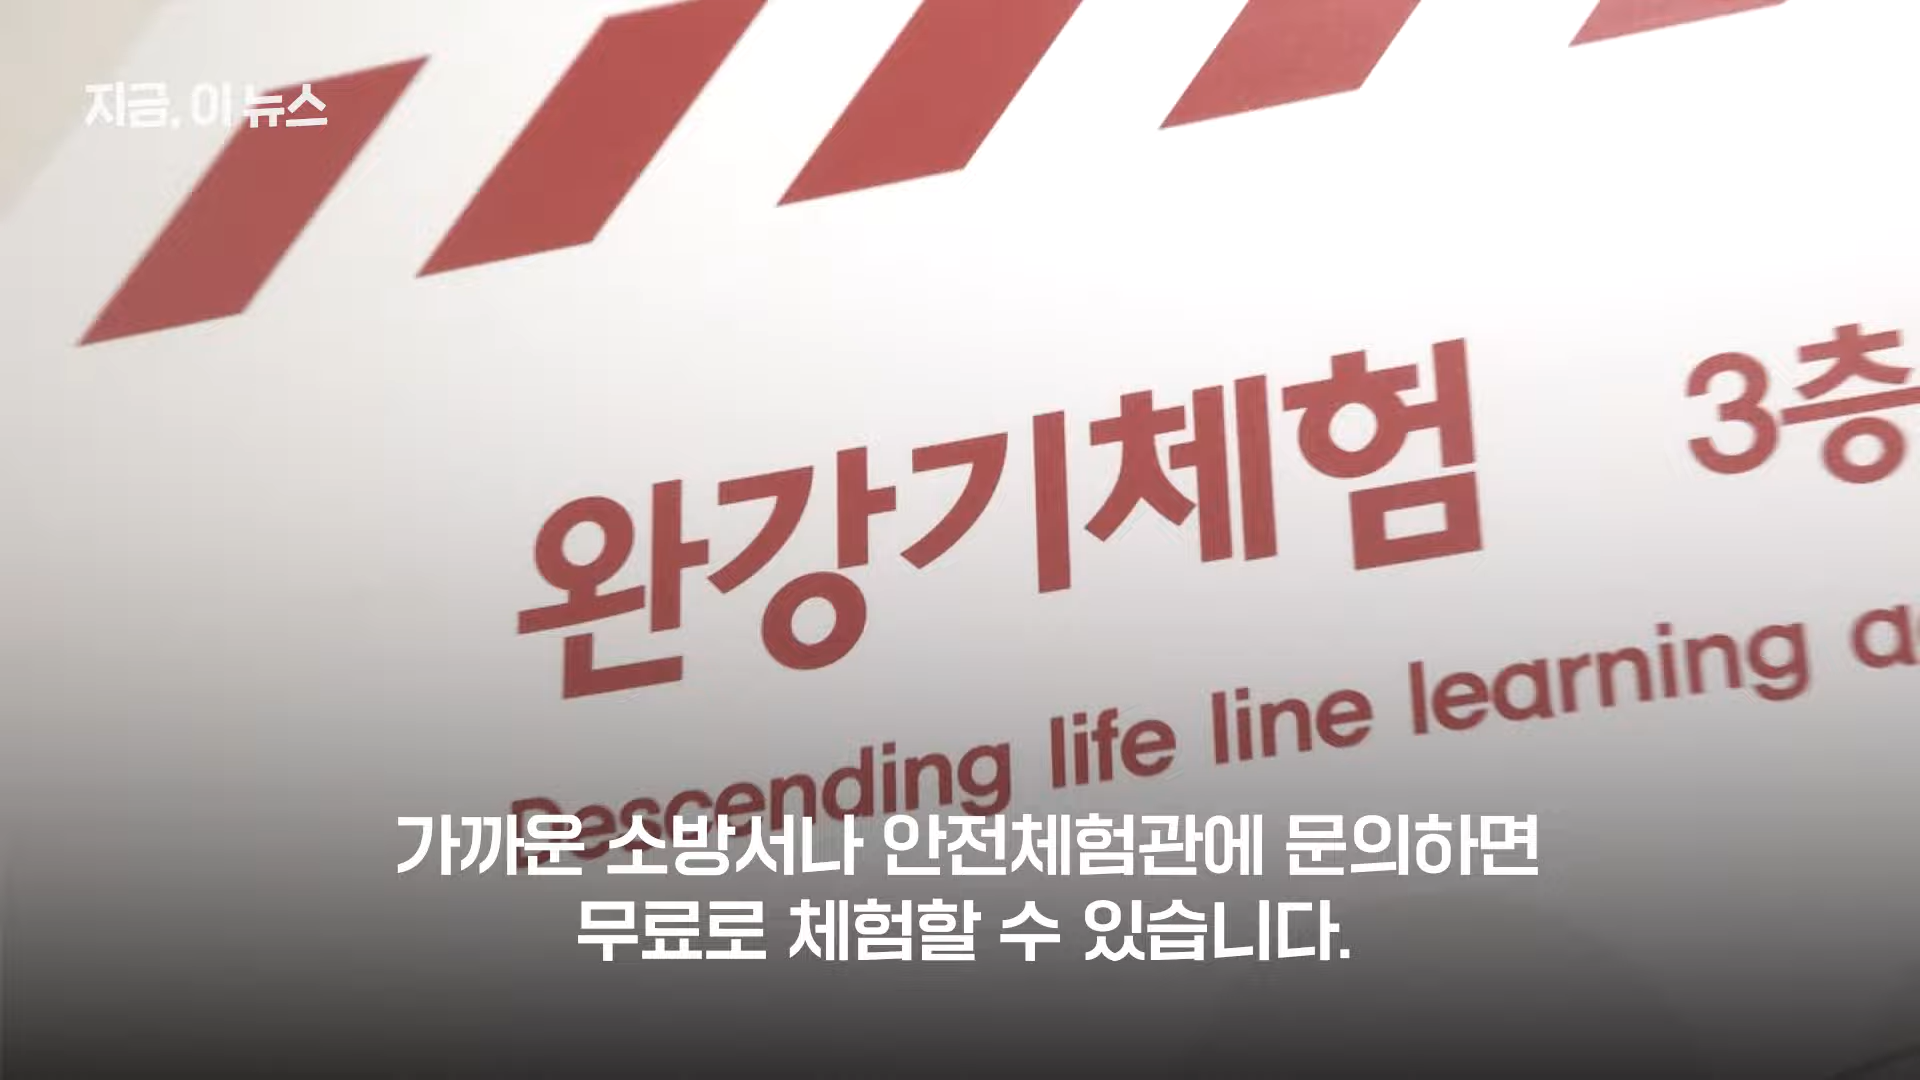 지금, 이 뉴스
완강기체험 3층
Descending life line learning
가까운 소방서나 안전체험관에 문의하면
무료로 체험할 수 있습니다.